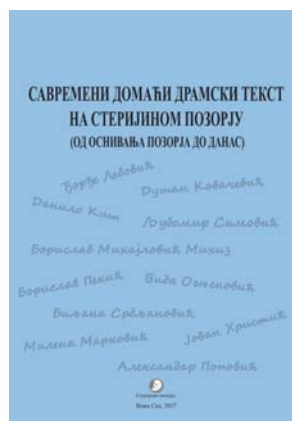 САВРЕМЕНИ ДОМАЋИ ДРАМСКИ ТЕКСТ
НА СТЕРИЈИНОМ ПОЗОРЈУ
(ОД ОСНИВАЊА ПОЗОРЈА ДО ДАНАС)
Ђорђе Лебовић
Душан Ковачевић
Данило Киш
Љубомир Симовић
Борислав Михајловић Михиз
Борислав Пекић
Вида Огњеновић
Биљана Србљановић
Јован Христић
Милена Марковић
Александар Поповић
Стеријино позорје
Нови Сад, 2017